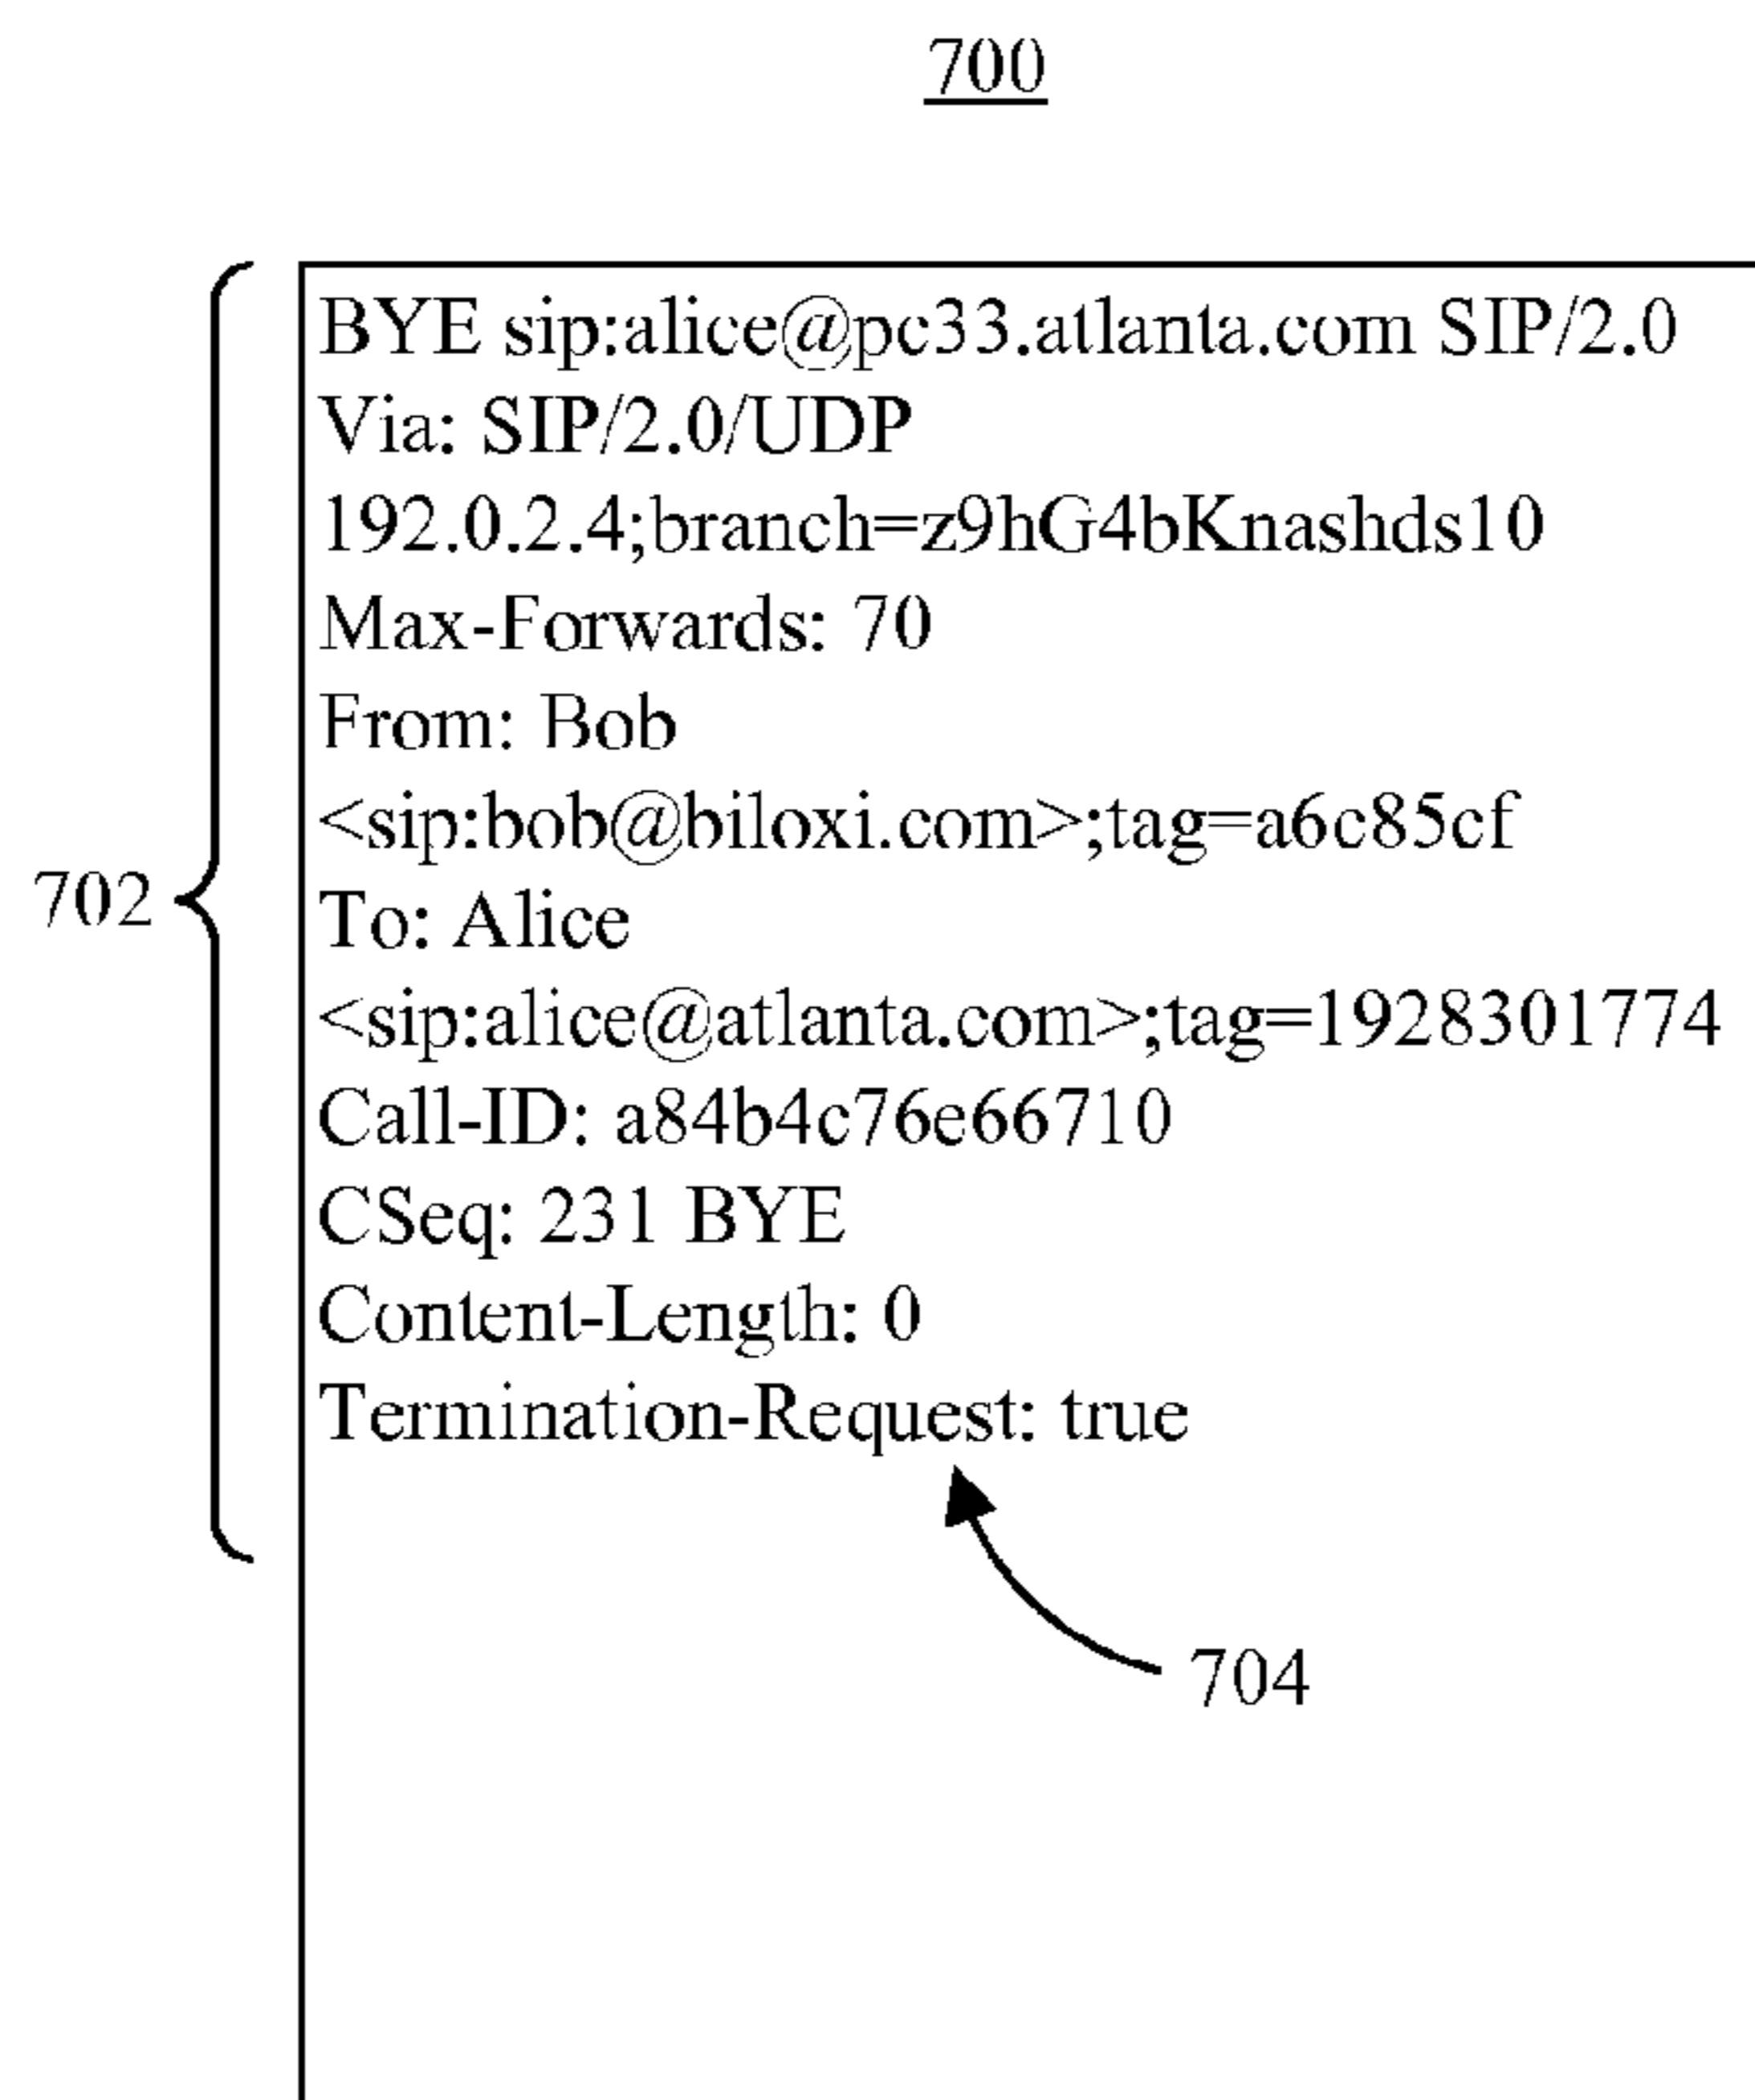 700
BYE sip:alice@pc33.atlanta.com SIP/2.0
Via: SIP/2.0/UDP
192.0.2.4;branch=z9hG4bKnashds10
Max-Forwards: 70
From: Bob
<sip:bob@biloxi.com>;tag=a6c85cf
702
To: Alice
<sip:alice@atlanta.com>;tag=1928301774
Call-ID: a84b4c76e66710
CSeq: 231 BYE
Content-Length: 0
Termination-Request: true
704